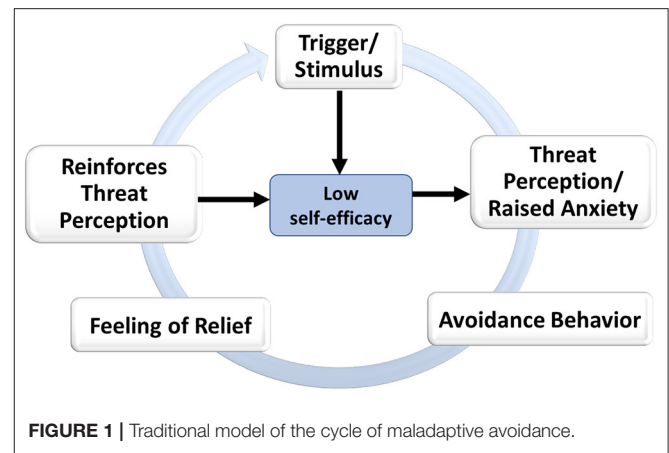 Trigger/
Stimulus
Reinforces
Threat
Perception
Low
self-efficacy
Threat
Perception/
Raised Anxiety
Feeling of Relief
Avoidance Behavior
FIGURE 1 | Traditional model of the cycle of maladaptive avoidance.